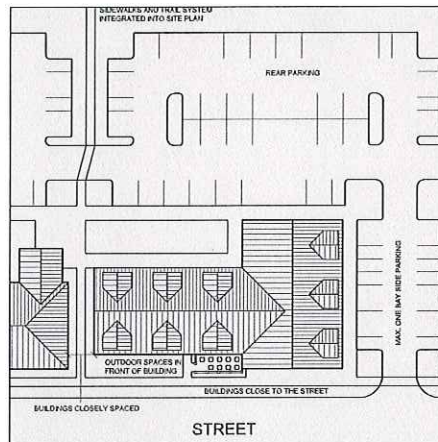 SIDEWALKS AND TRAIL SYSTEM
INTEGRATED INTO SITE PLAN
REAR PARKING
MAX. ONE BAY SIDE PARKING
OUTDOOR SPACES IN
FRONT OF BUILDING
BUILDINGS CLOSE TO THE STREET
BUILDINGS CLOSELY SPACED
STREET